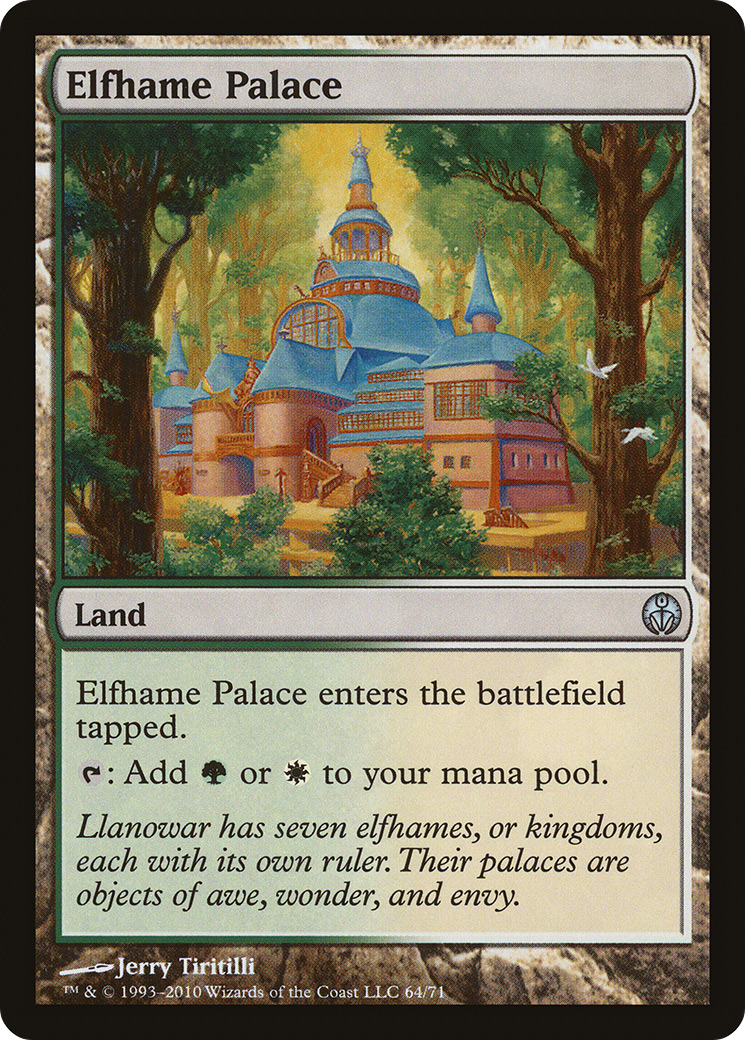 Elfhame Palace
Land
Elfhame Palace enters the battlefield
tapped.
: Add or to your mana pool.
Llanowar has seven elfhames, or kingdoms,
each with its own ruler. Their palaces are
objects of awe, wonder, and envy.
Jerry Tiritilli
™ & © 1993–2010 Wizards of the Coast LLC 64/71